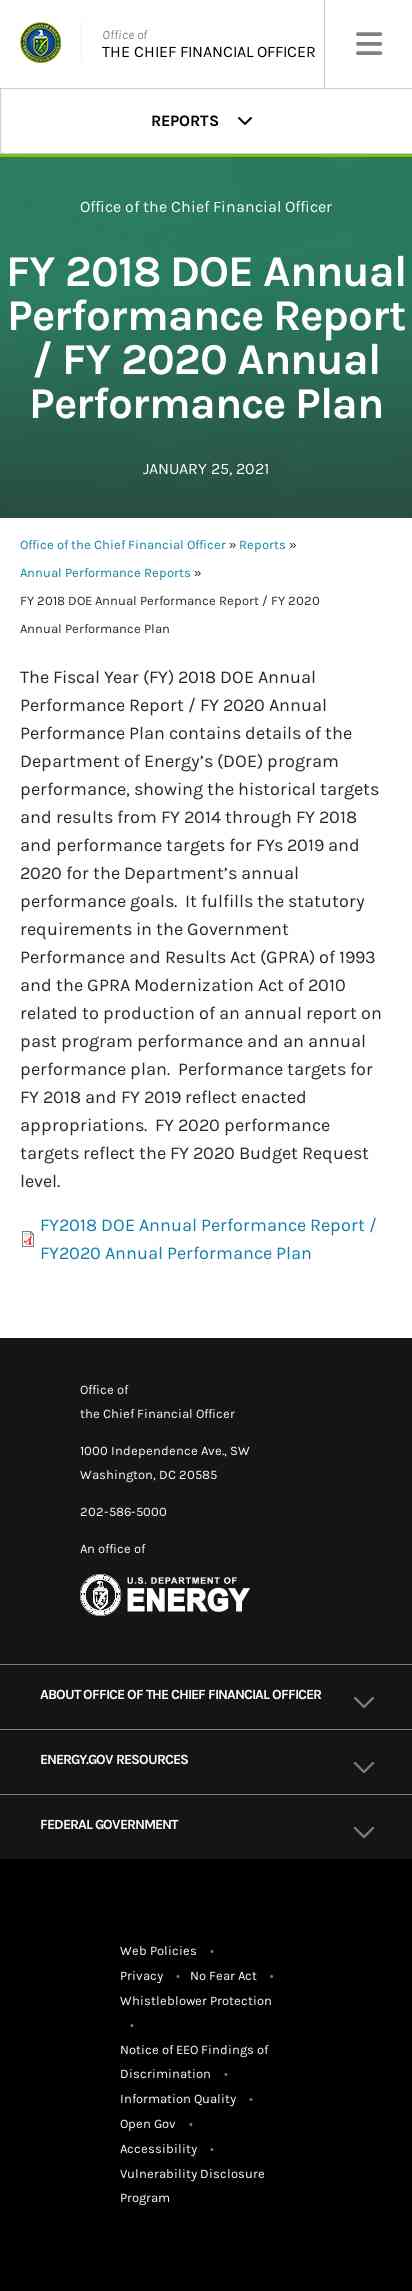 Office of
THE CHIEF FINANCIAL OFFICER
REPORTS
Office of the Chief Financial Officer
FY 2018 DOE Annual
Performance Report
/ FY 2020 Annual
Performance Plan
JANUARY 25, 2021
Office of the Chief Financial Officer » Reports »
Annual Performance Reports »
FY 2018 DOE Annual Performance Report / FY 2020
Annual Performance Plan
The Fiscal Year (FY) 2018 DOE Annual
Performance Report / FY 2020 Annual
Performance Plan contains details of the
Department of Energy’s (DOE) program
performance, showing the historical targets
and results from FY 2014 through FY 2018
and performance targets for FYs 2019 and
2020 for the Department’s annual
performance goals.  It fulfills the statutory
requirements in the Government
Performance and Results Act (GPRA) of 1993
and the GPRA Modernization Act of 2010
related to production of an annual report on
past program performance and an annual
performance plan.  Performance targets for
FY 2018 and FY 2019 reflect enacted
appropriations.  FY 2020 performance
targets reflect the FY 2020 Budget Request
level.
FY2018 DOE Annual Performance Report /
FY2020 Annual Performance Plan
Office of
the Chief Financial Officer
1000 Independence Ave., SW
Washington, DC 20585
202-586-5000
An office of
U.S. DEPARTMENT OF
ENERGY
ABOUT OFFICE OF THE CHIEF FINANCIAL OFFICER
ENERGY.GOV RESOURCES
FEDERAL GOVERNMENT
Web Policies •
Privacy • No Fear Act •
Whistleblower Protection
•
Notice of EEO Findings of
Discrimination •
Information Quality •
Open Gov •
Accessibility •
Vulnerability Disclosure
Program